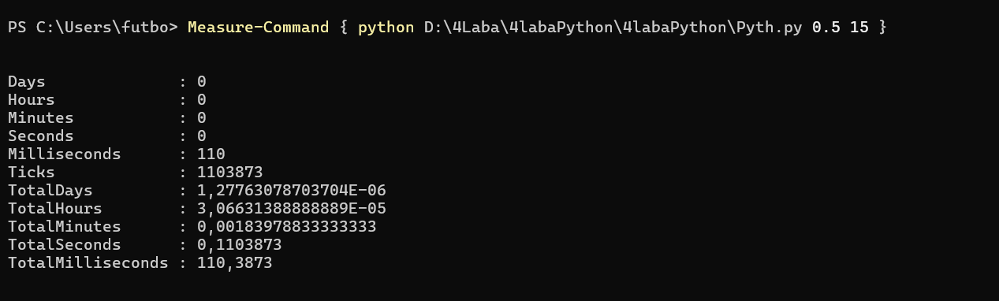 PS C:\Users\futbo> Measure-Command { python D:\4Laba\4labaPython\4labaPython\Pyth.py 0.5 15 }
Days              : 0
Hours             : 0
Minutes           : 0
Seconds           : 0
Milliseconds      : 110
Ticks             : 1103873
TotalDays         : 1,27763078703704E-06
TotalHours        : 3,06631388888889E-05
TotalMinutes      : 0,00183978833333333
TotalSeconds      : 0,1103873
TotalMilliseconds : 110,3873